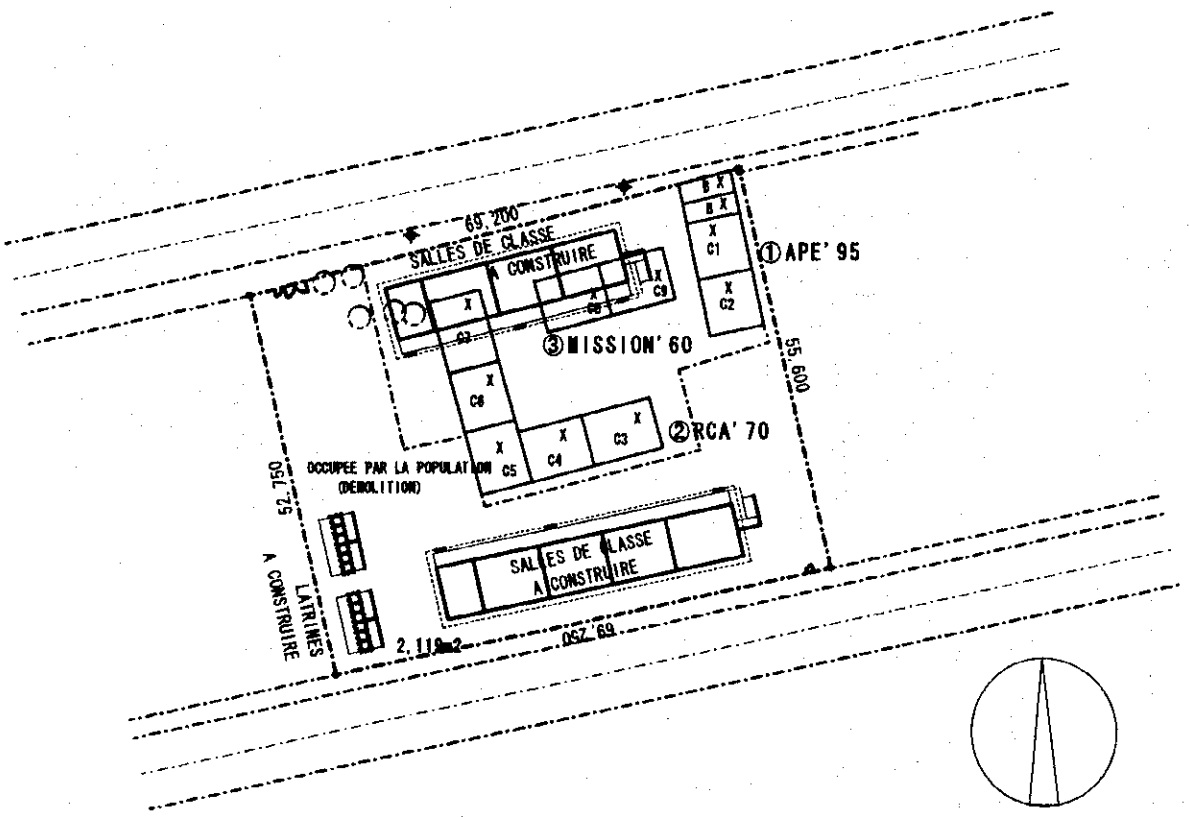 69,200
SALLES DE CLASSE
A CONSTRUIRE
B X
B X
X
C1
X
C2
①APE'95
X
C9
X
C8
X
C7
③MISSION'60
55,600
X
C6
X
C5
X
C4
X
C3
②RCA'70
OCCUPEE PAR LA POPULATION
(DEMOLITION)
52,750
LATRINES
A CONSTRUIRE
SALLES DE CLASSE
A CONSTRUIRE
2,119m2
69,250